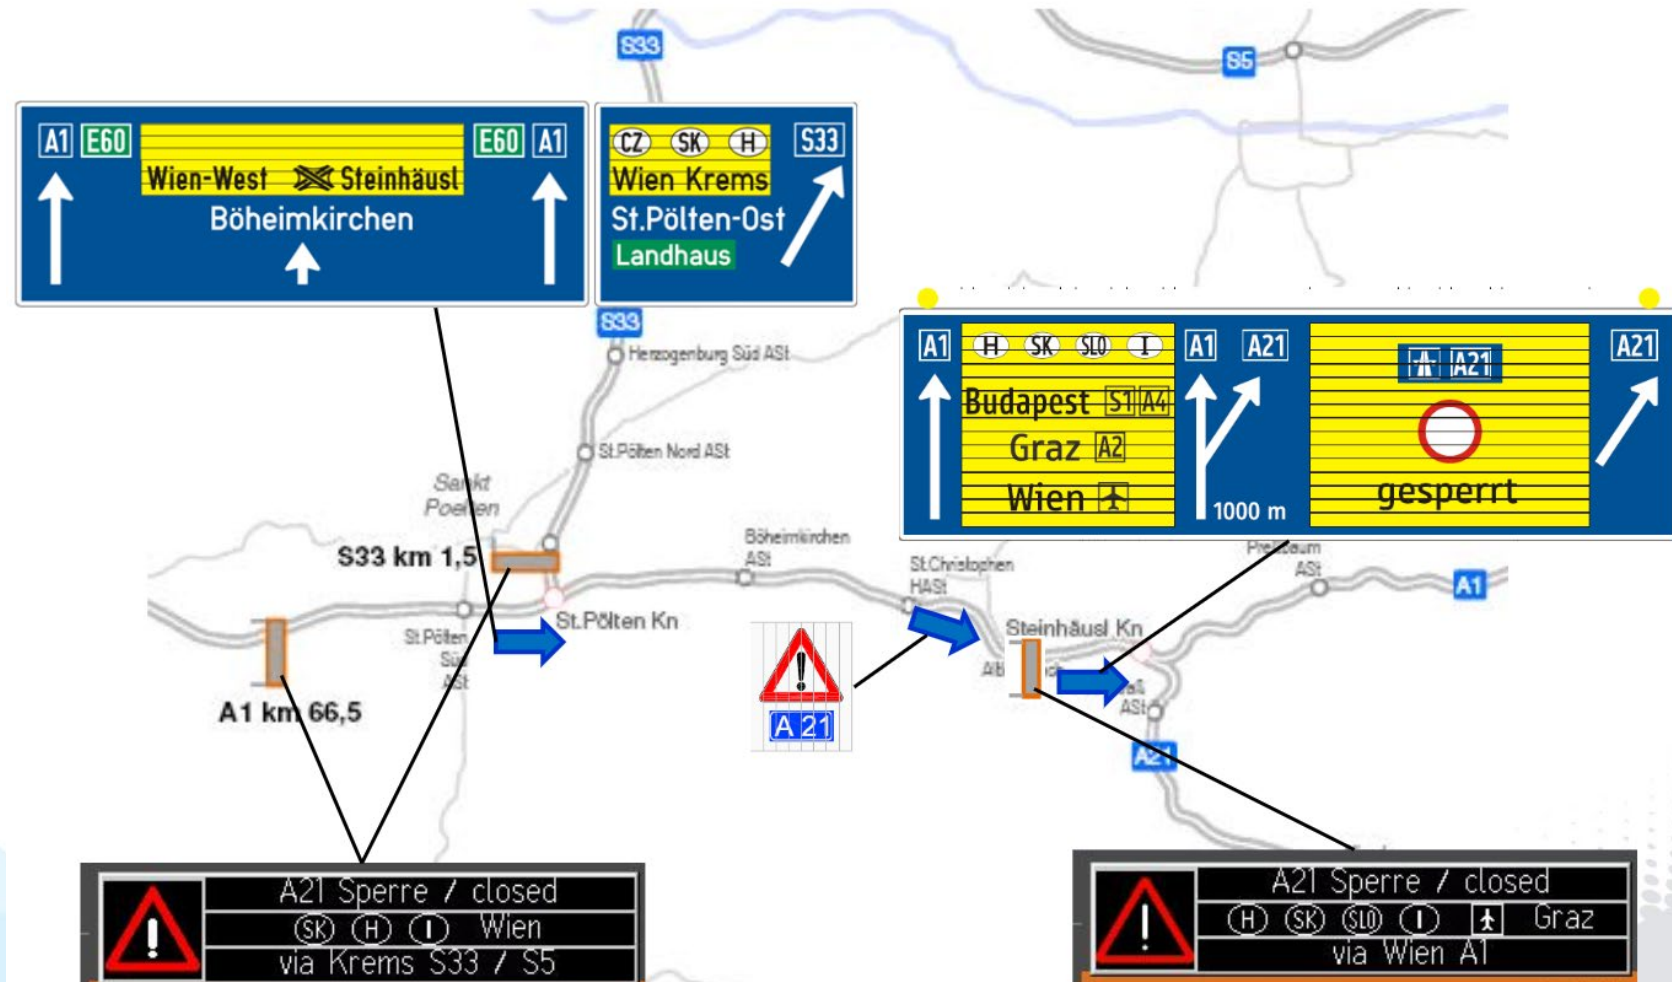 S33
S5
A1 E60 E60 A1
Wien-West Steinhäusl
Böheimkirchen
CZ SK H S33
Wien Krems
St.Pölten-Ost
Landhaus
S33
Herzogenburg Süd ASt
St.Pölten Nord ASt
Sankt
Poelten
S33 km 1,5
A1 H SK SLO I A1 A21 A21 A21
Budapest S1 A4
Graz A2
Wien
1000 m
gesperrt
Böheimkirchen
ASt
St.Christophen
HASt
Preßbaum
ASt
A1
St.Pölten Kn
St.Pölten
Süd
ASt
Steinhäusl Kn
ASt
A1 km 66,5
A 21
A21
A21 Sperre / closed
SK H I Wien
via Krems S33 / S5
A21 Sperre / closed
H SK SLO I Graz
via Wien A1